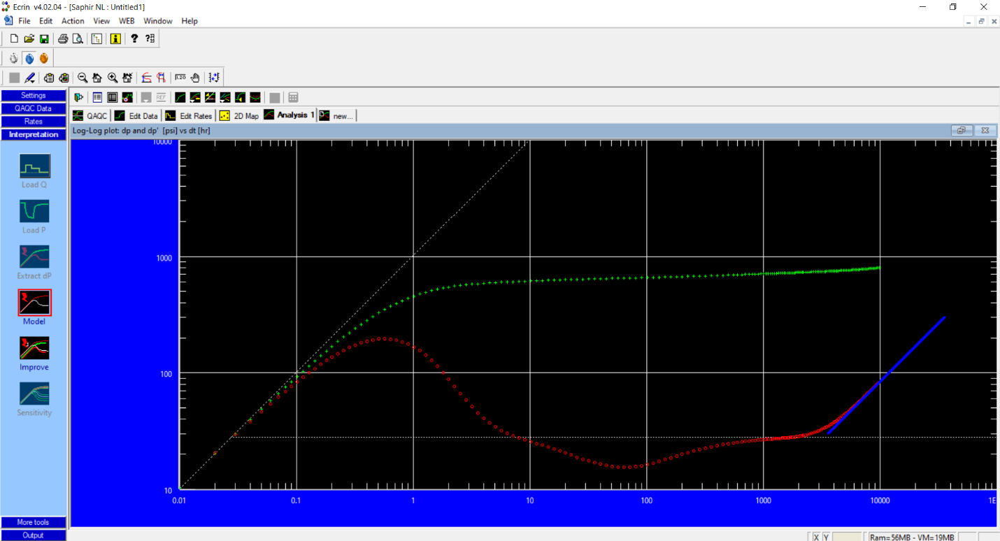 Ecrin v4.02.04 - [Saphir NL : Untitled1]
File Edit Action View WEB Window Help
1.20
Settings
REF
QAQC Data
QAQC Edit Data Edit Rates 2D Map Analysis 1 new...
Rates
Interpretation
Log-Log plot: dp and dp' [psi] vs dt [hr]
10000
Load Q
Load P
1000
Extract dP
Model
Improve
100
Sensitivity
10
0.01 0.1 1 10 100 1000 10000 1E
More tools
Output
X Y Ram=56MB - VM=19MB